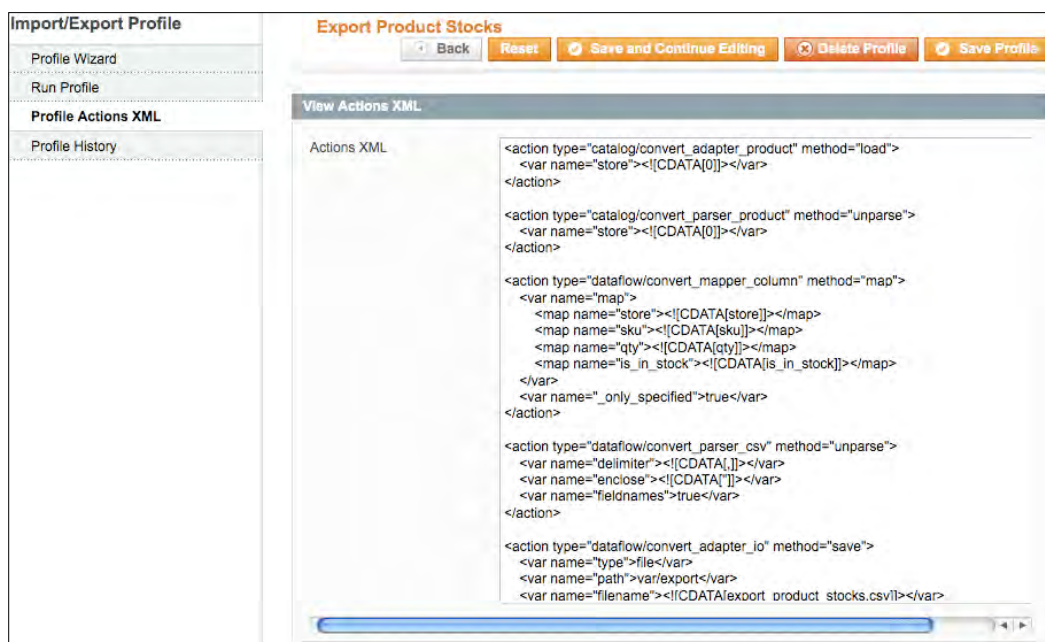 Import/Export Profile
Profile Wizard
Run Profile
Profile Actions XML
Profile History
Export Product Stocks
Back Reset Save and Continue Editing Delete Profile Save Profile
View Actions XML
Actions XML
<action type="catalog/convert_adapter_product" method="load">
<var name="store"><![CDATA[0]]></var>
</action>
<action type="catalog/convert_parser_product" method="unparse">
<var name="store"><![CDATA[0]]></var>
</action>
<action type="dataflow/convert_mapper_column" method="map">
<var name="map">
<map name="store"><![CDATA[store]]></map>
<map name="sku"><![CDATA[sku]]></map>
<map name="qty"><![CDATA[qty]]></map>
<map name="is_in_stock"><![CDATA[is_in_stock]]></map>
</var>
<var name="_only_specified">true</var>
</action>
<action type="dataflow/convert_parser_csv" method="unparse">
<var name="delimiter"><![CDATA[,]]></var>
<var name="enclose"><![CDATA["]]></var>
<var name="fieldnames">true</var>
</action>
<action type="dataflow/convert_adapter_io" method="save">
<var name="type">file</var>
<var name="path">var/export</var>
<var name="filename"><![CDATA[export_product_stocks.csv]]></var>